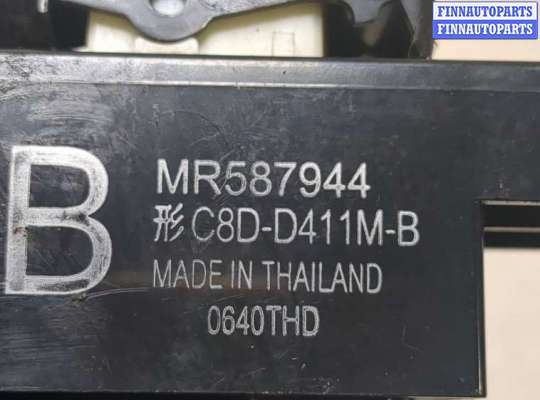 FINNAUTOPARTS
FINNAUTOPARTS
B
MR587944
形 C8D-D411M-B
MADE IN THAILAND
0640THD